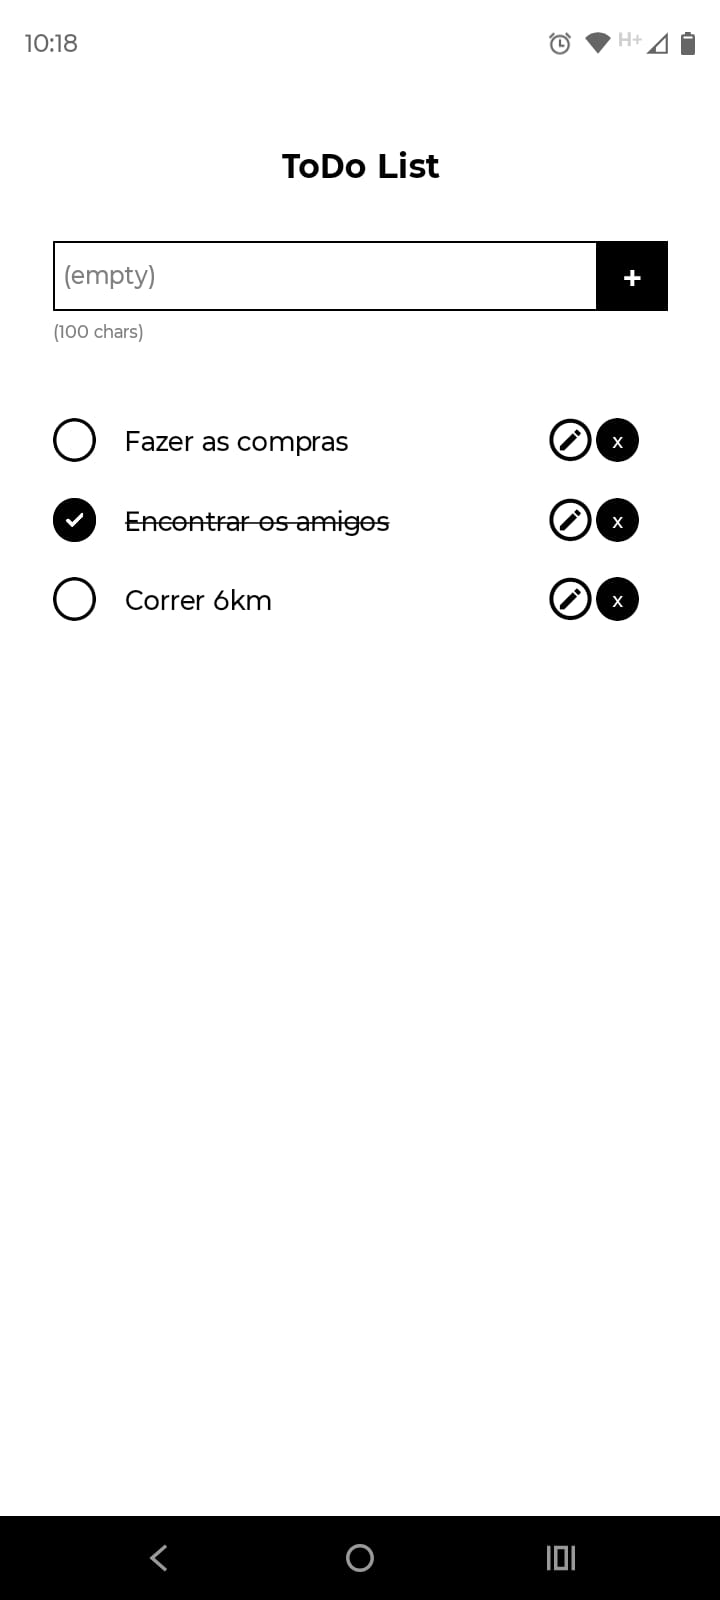 10:18
H+
ToDo List
(empty)
+
(100 chars)
Fazer as compras
x
Encontrar os amigos
x
Correr 6km
x